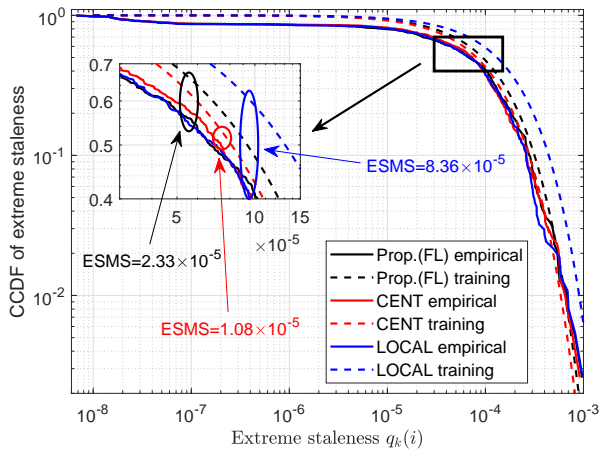 10^0
10^-1
10^-2
CCDF of extreme staleness
0.7
0.6
0.5
0.4
5
10
15
× 10^-5
ESMS=8.36×10^-5
ESMS=2.33×10^-5
ESMS=1.08×10^-5
Prop.(FL) empirical
Prop.(FL) training
CENT empirical
CENT training
LOCAL empirical
LOCAL training
10^-8
10^-7
10^-6
10^-5
10^-4
10^-3
Extreme staleness q_k(i)